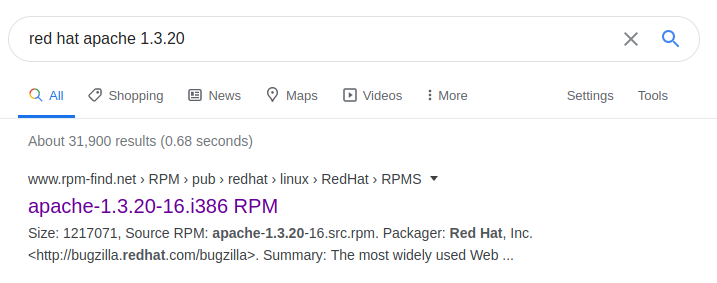 red hat apache 1.3.20
All Shopping News Maps Videos More Settings Tools
About 31,900 results (0.68 seconds)
www.rpm-find.net › RPM › pub › redhat › linux › RedHat › RPMS
apache-1.3.20-16.i386 RPM
Size: 1217071, Source RPM: apache-1.3.20-16.src.rpm. Packager: Red Hat, Inc.
<http://bugzilla.redhat.com/bugzilla>. Summary: The most widely used Web ...